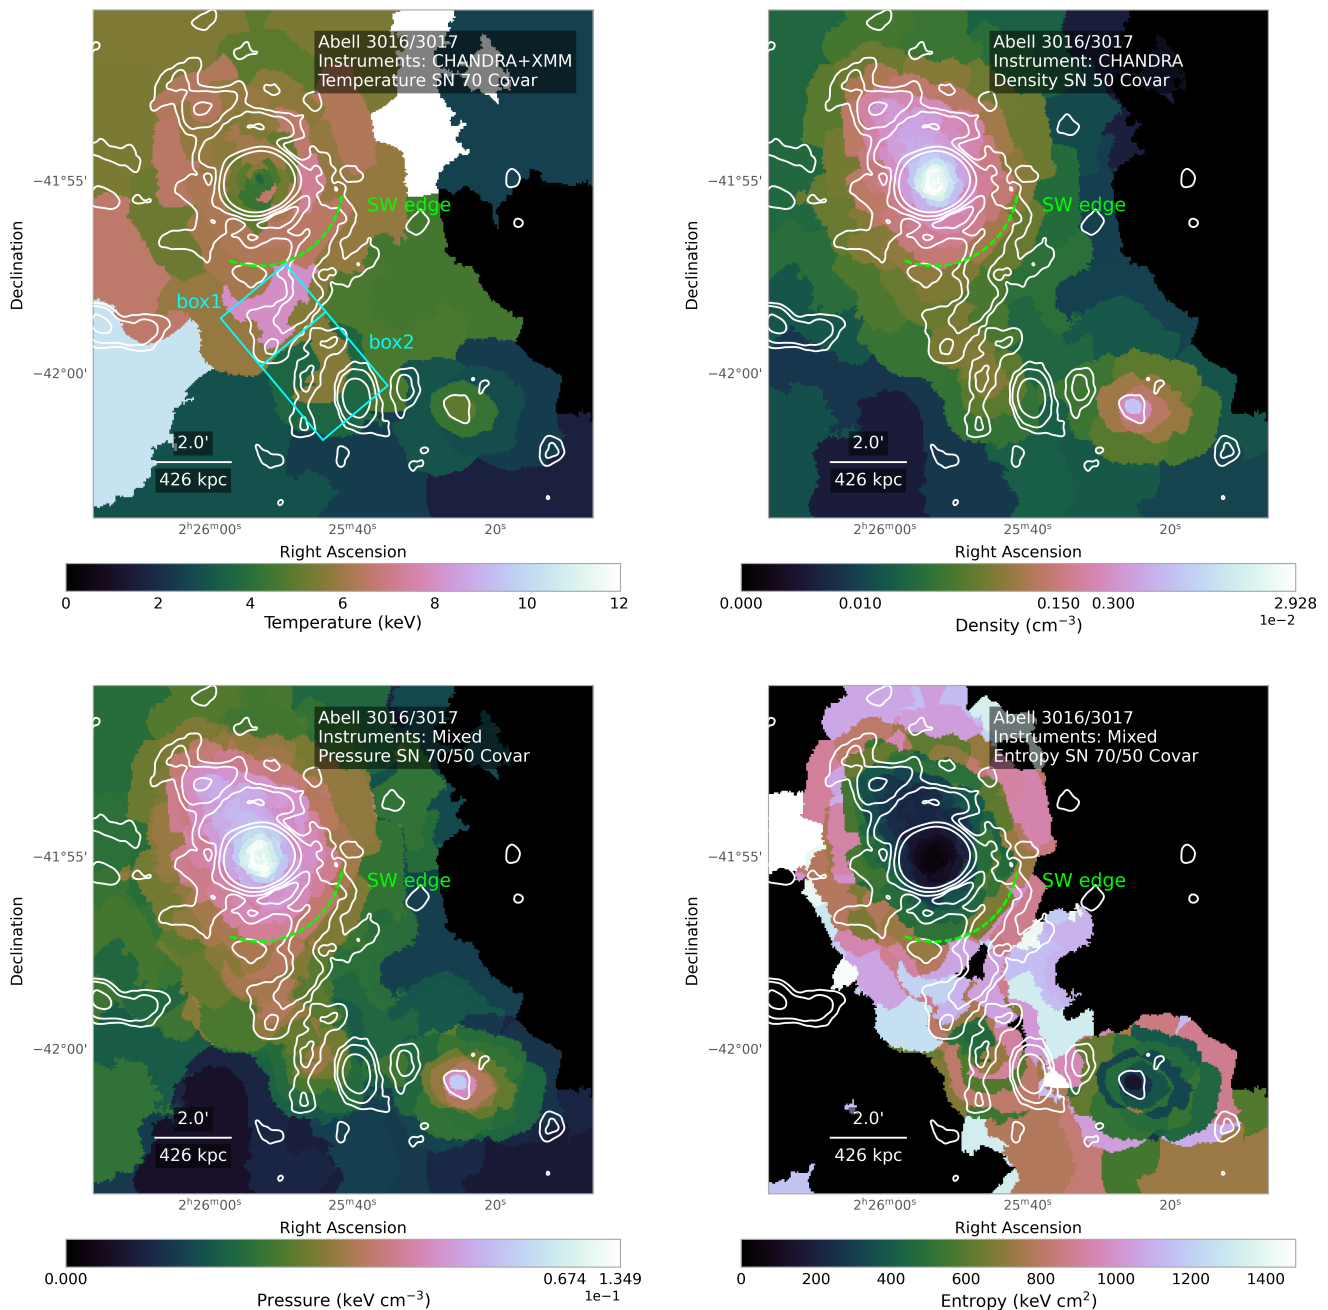 Abell 3016/3017
Instruments: CHANDRA+XMM
Temperature SN 70 Covar
SW edge
box1
box2
2.0'
426 kpc
−41°55'
−42°00'
Declination
2ʰ26ᵐ00ˢ
25ᵐ40ˢ
20ˢ
Right Ascension
0
2
4
6
8
10
12
Temperature (keV)
Abell 3016/3017
Instrument: CHANDRA
Density SN 50 Covar
SW edge
2.0'
426 kpc
−41°55'
−42°00'
Declination
2ʰ26ᵐ00ˢ
25ᵐ40ˢ
20ˢ
Right Ascension
0.000
0.010
0.150
0.300
2.928
1e−2
Density (cm⁻³)
Abell 3016/3017
Instruments: Mixed
Pressure SN 70/50 Covar
SW edge
2.0'
426 kpc
−41°55'
−42°00'
Declination
2ʰ26ᵐ00ˢ
25ᵐ40ˢ
20ˢ
Right Ascension
0.000
0.674
1.349
1e−1
Pressure (keV cm⁻³)
Abell 3016/3017
Instruments: Mixed
Entropy SN 70/50 Covar
SW edge
2.0'
426 kpc
−41°55'
−42°00'
Declination
2ʰ26ᵐ00ˢ
25ᵐ40ˢ
20ˢ
Right Ascension
0
200
400
600
800
1000
1200
1400
Entropy (keV cm²)